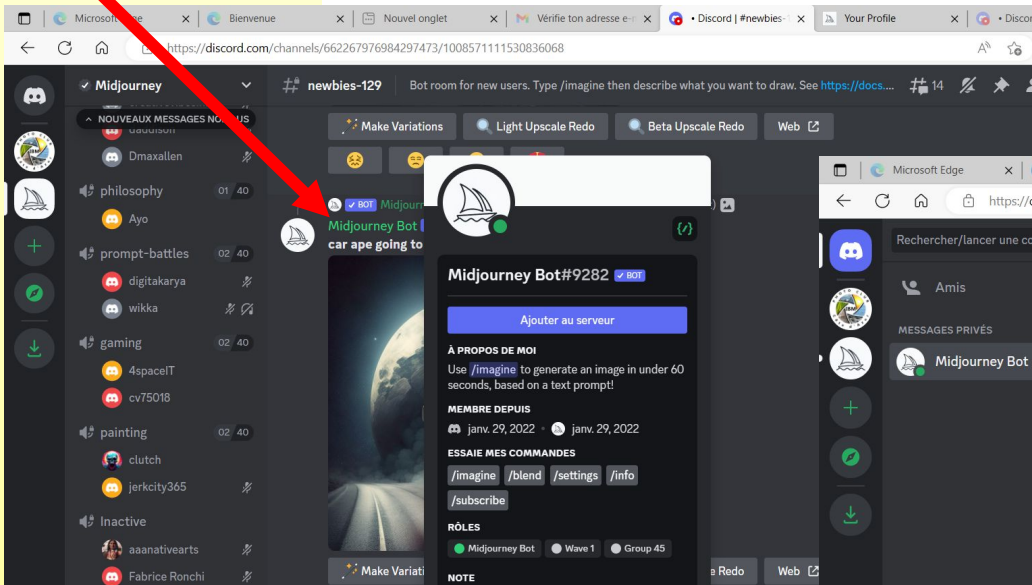 Microsoft Edge
Bienvenue
Nouvel onglet
Vérifie ton adresse e-
• Discord | #newbies-1
Your Profile
• Discor
https://discord.com/channels/662267976984297473/1008571111530836068
Midjourney
newbies-129
Bot room for new users. Type /imagine then describe what you want to draw. See https://docs....
14
NOUVEAUX MESSAGES NO US
daddison
Dmaxallen
philosophy
01 40
Ayo
prompt-battles
02 40
digitakarya
wikka
gaming
02 40
4spaceIT
cv75018
painting
02 40
clutch
jerkcity365
Inactive
aaanativearts
Fabrice Ronchi
Make Variations
Light Upscale Redo
Beta Upscale Redo
Web
BOT Midjour
Midjourney Bot
car ape going to
Make Variati
e Redo
Web
Midjourney Bot#9282 BOT
Ajouter au serveur
À PROPOS DE MOI
Use /imagine to generate an image in under 60
seconds, based on a text prompt!
MEMBRE DEPUIS
janv. 29, 2022 • janv. 29, 2022
ESSAIE MES COMMANDES
/imagine /blend /settings /info
/subscribe
RÔLES
Midjourney Bot
Wave 1
Group 45
NOTE
Microsoft Edge
https://d
Rechercher/lancer une co
Amis
MESSAGES PRIVÉS
Midjourney Bot